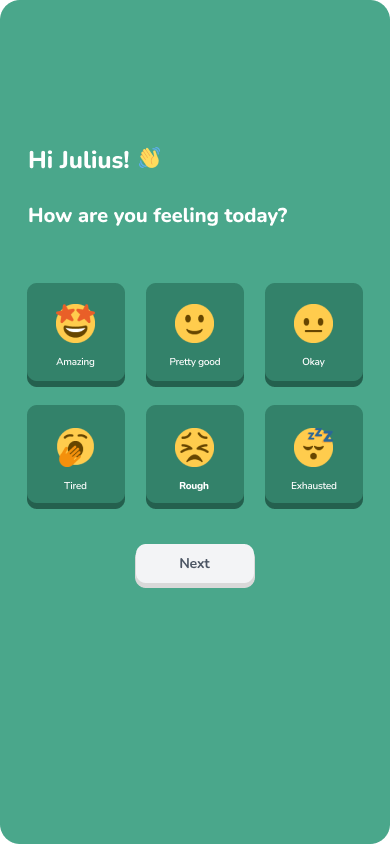 Hi Julius! 👋
How are you feeling today?
Amazing
Pretty good
Okay
Tired
Rough
Exhausted
Next